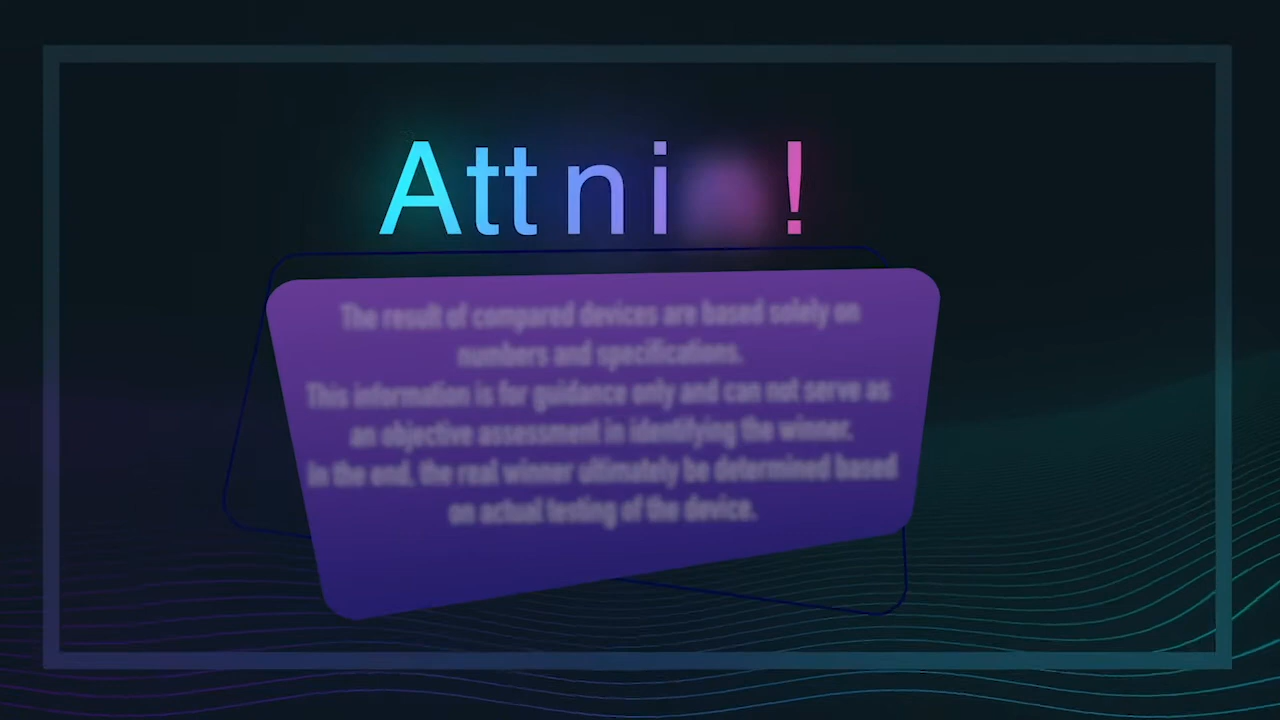 Att ni !
The result of compared devices are based solely on
numbers and specifications.
This information is for guidance only and can not serve as
an objective assessment in identifying the winner.
In the end, the real winner ultimately be determined based
on actual testing of the device.